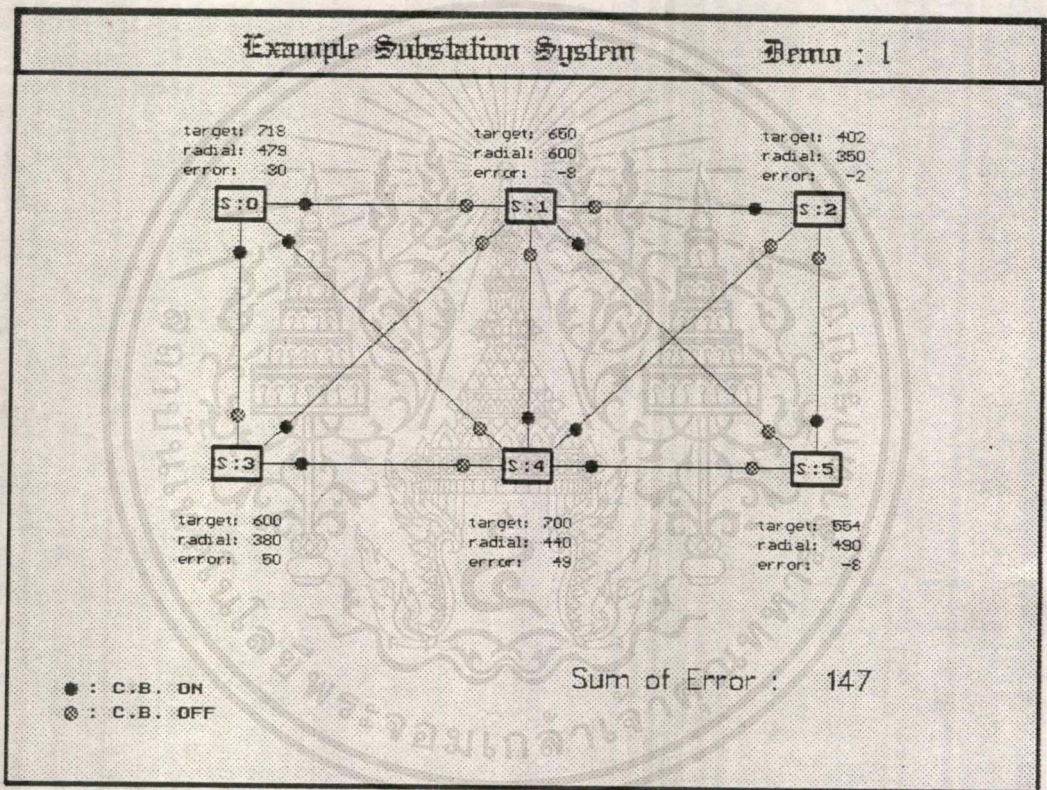 Example Substation System Demo : 1
target: 718
radial: 479
error: 30
target: 650
radial: 600
error: -8
target: 402
radial: 350
error: -2
S:0
S:1
S:2
S:3
S:4
S:5
target: 600
radial: 380
error: 50
target: 700
radial: 440
error: 49
target: 554
radial: 490
error: -8
Sum of Error : 147
: C.B. ON
: C.B. OFF